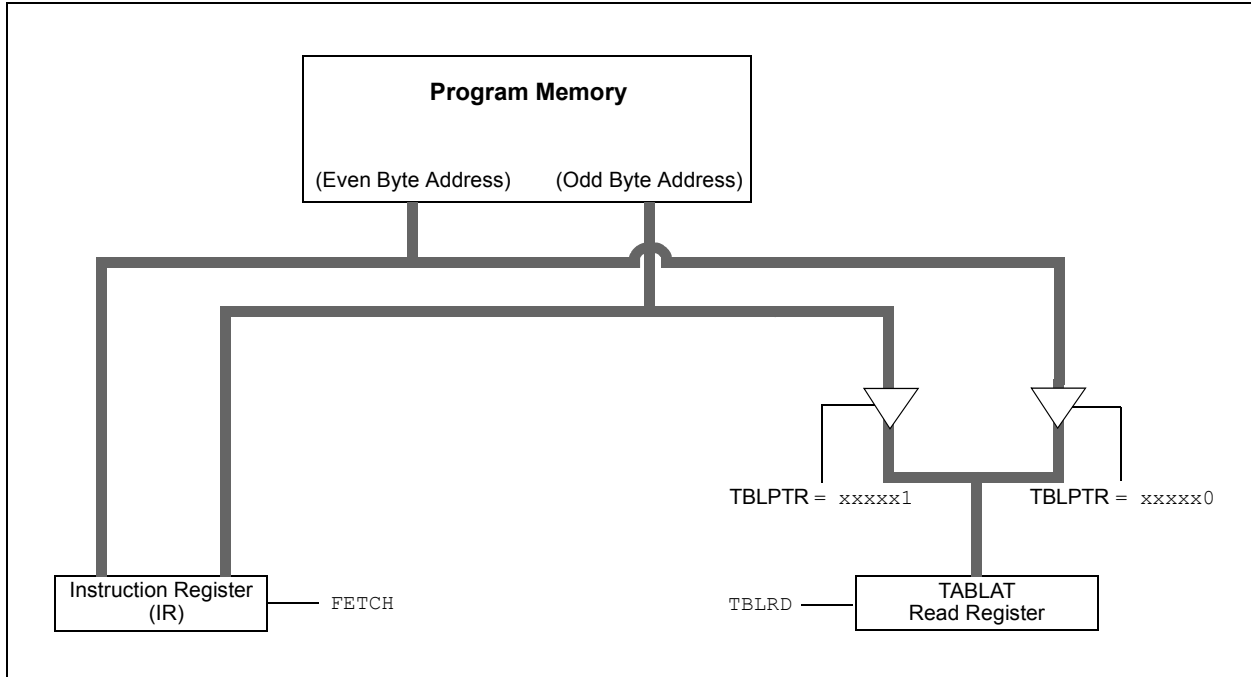 Program Memory
(Even Byte Address) (Odd Byte Address)
TBLPTR = xxxxx1 TBLPTR = xxxxx0
Instruction Register
(IR)
FETCH
TBLRD
TABLAT
Read Register